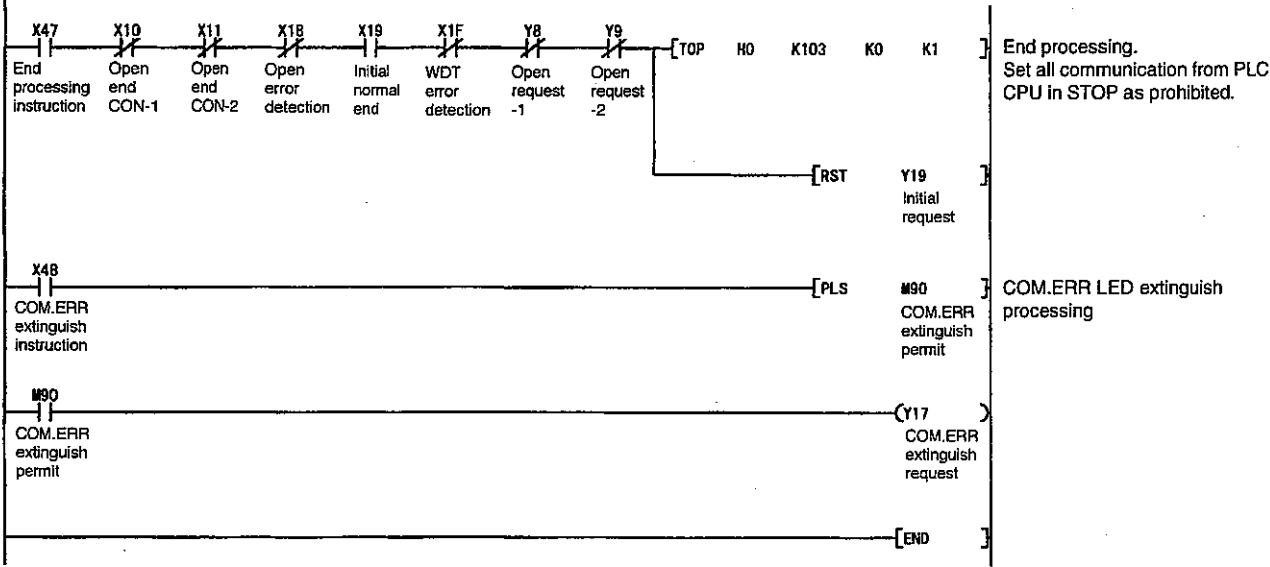 X47 X10 X11 X18 X19 X1F Y8 Y9
[TOP H0 K103 K0 K1]
End processing instruction
Open end CON-1
Open end CON-2
Open error detection
Initial normal end
WDT error detection
Open request -1
Open request -2
End processing.
Set all communication from PLC
CPU in STOP as prohibited.
[RST Y19]
Initial
request
X48
[PLS M90]
COM.ERR
extinguish
instruction
COM.ERR
extinguish
permit
COM.ERR LED extinguish
processing
M90
(Y17)
COM.ERR
extinguish
permit
COM.ERR
extinguish
request
[END]